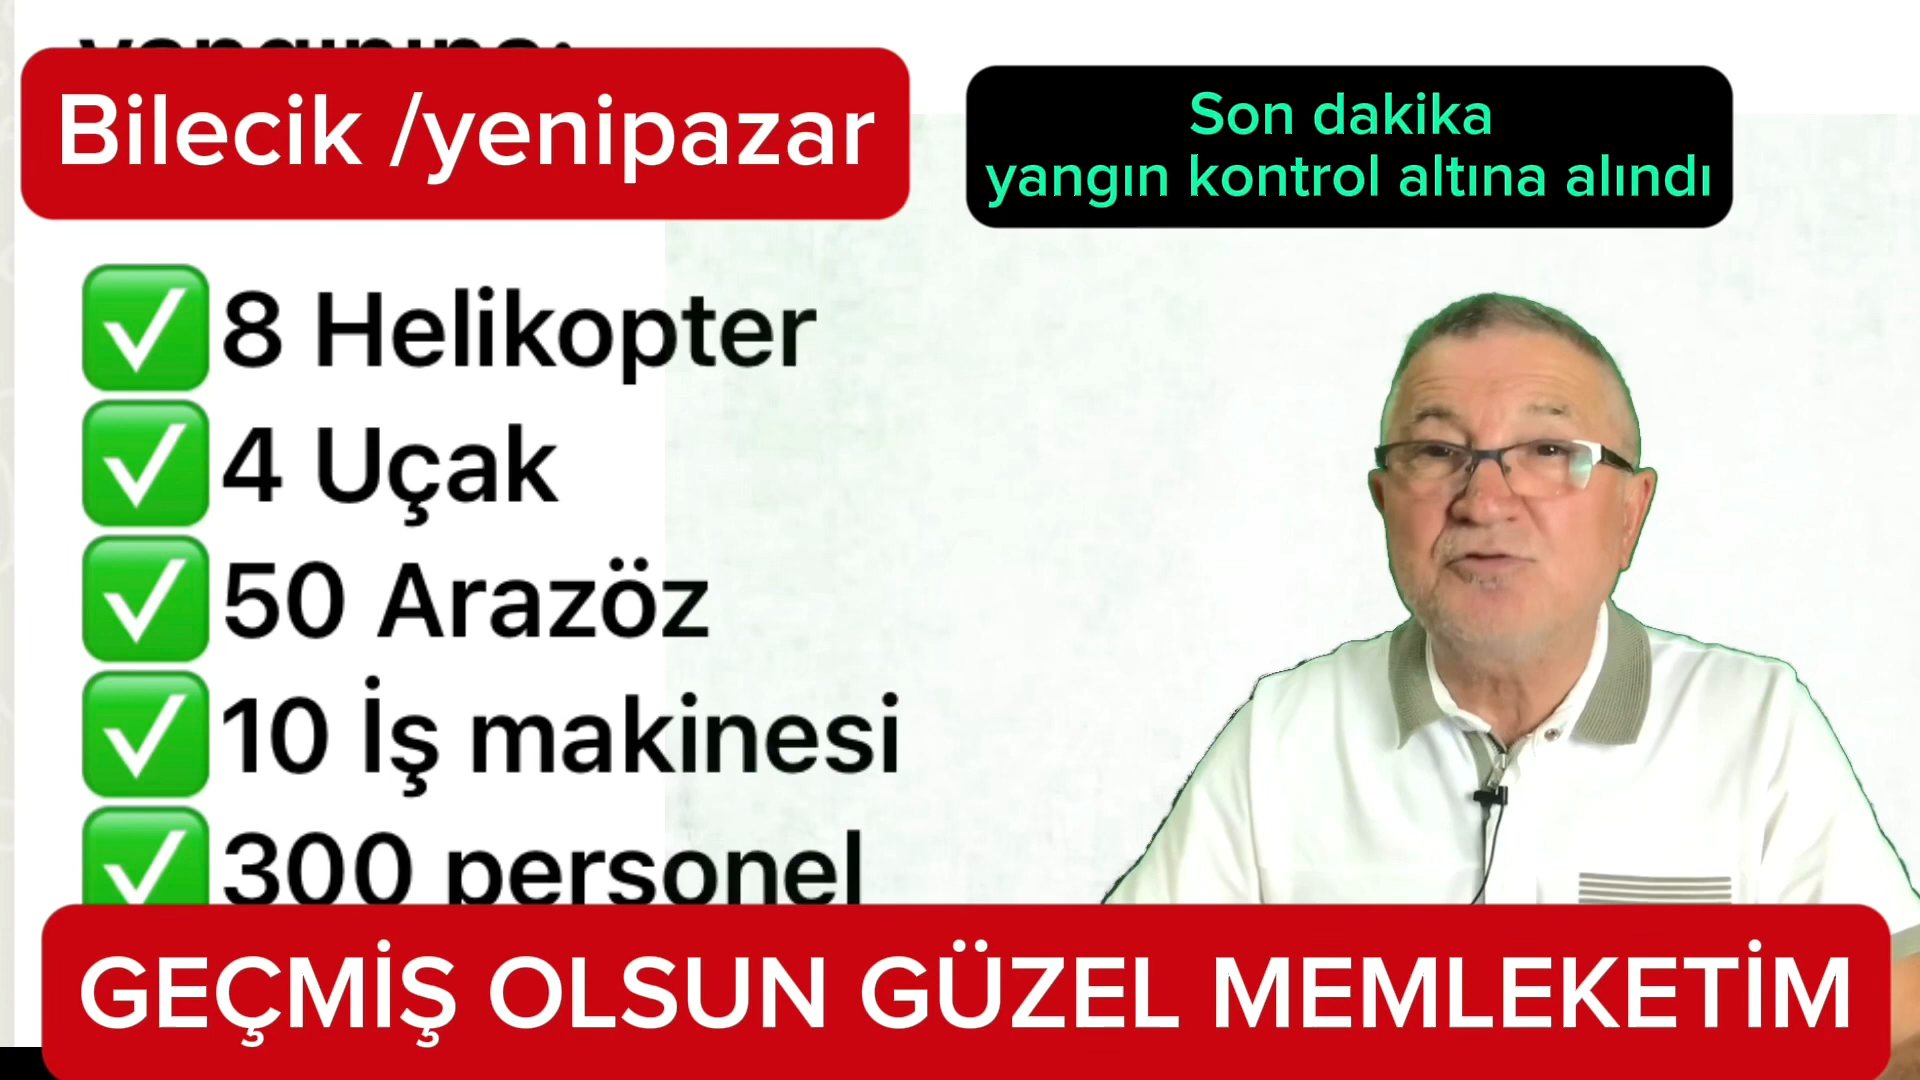 Bilecik /yenipazar
Son dakika
yangın kontrol altına alındı
8 Helikopter
4 Uçak
50 Arazöz
10 İş makinesi
300 personel
GEÇMİŞ OLSUN GÜZEL MEMLEKETİM